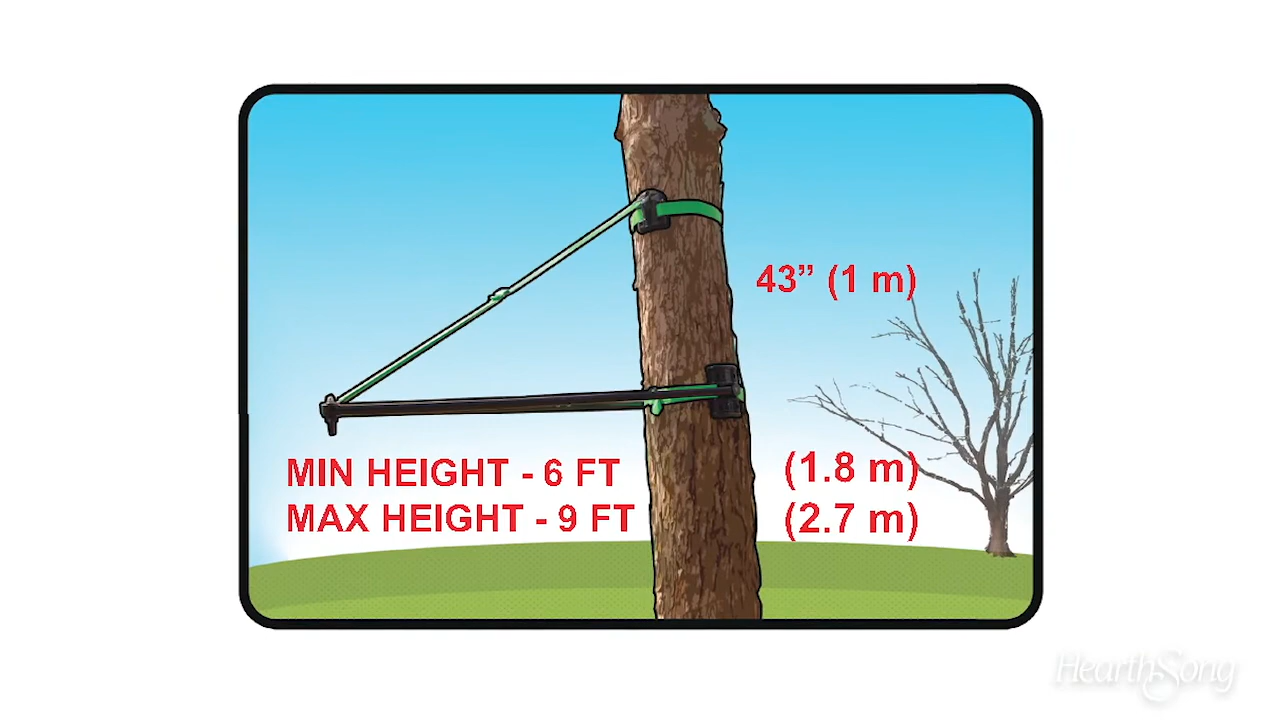 43” (1 m)
MIN HEIGHT - 6 FT (1.8 m)
MAX HEIGHT - 9 FT (2.7 m)
HearthSong